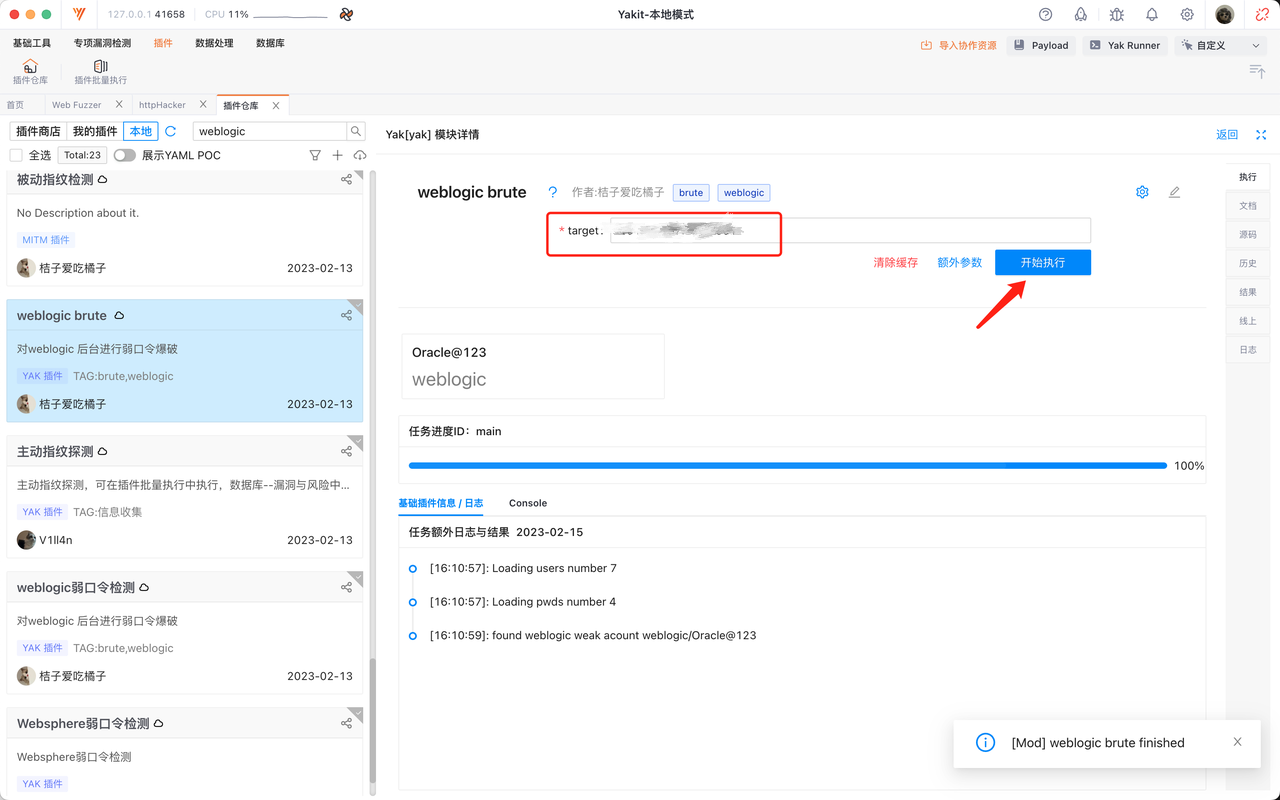 127.0.0.1 41658 CPU 11% Yakit-本地模式
基础工具 专项漏洞检测 插件 数据处理 数据库 导入协作资源 Payload Yak Runner 自定义
插件仓库 插件批量执行
首页 Web Fuzzer httpHacker 插件仓库
插件商店 我的插件 本地 weblogic
全选 Total:23 展示YAML POC
被动指纹检测
No Description about it.
MITM 插件
桔子爱吃橘子 2023-02-13
weblogic brute
对weblogic 后台进行弱口令爆破
YAK 插件 TAG:brute,weblogic
桔子爱吃橘子 2023-02-13
主动指纹探测
主动指纹探测，可在插件批量执行中执行，数据库--漏洞与风险中...
YAK 插件 TAG:信息收集
V1ll4n 2023-02-13
weblogic弱口令检测
对weblogic 后台进行弱口令爆破
YAK 插件 TAG:brute,weblogic
桔子爱吃橘子 2023-02-13
Websphere弱口令检测
Websphere弱口令检测
YAK 插件
Yak[yak] 模块详情 返回
weblogic brute ? 作者:桔子爱吃橘子 brute weblogic
* target :
清除缓存 额外参数 开始执行
Oracle@123
weblogic
任务进度ID：main
100%
基础插件信息 / 日志 Console
任务额外日志与结果 2023-02-15
[16:10:57]: Loading users number 7
[16:10:57]: Loading pwds number 4
[16:10:59]: found weblogic weak acount weblogic/Oracle@123
执行
文档
源码
历史
结果
线上
日志
[Mod] weblogic brute finished